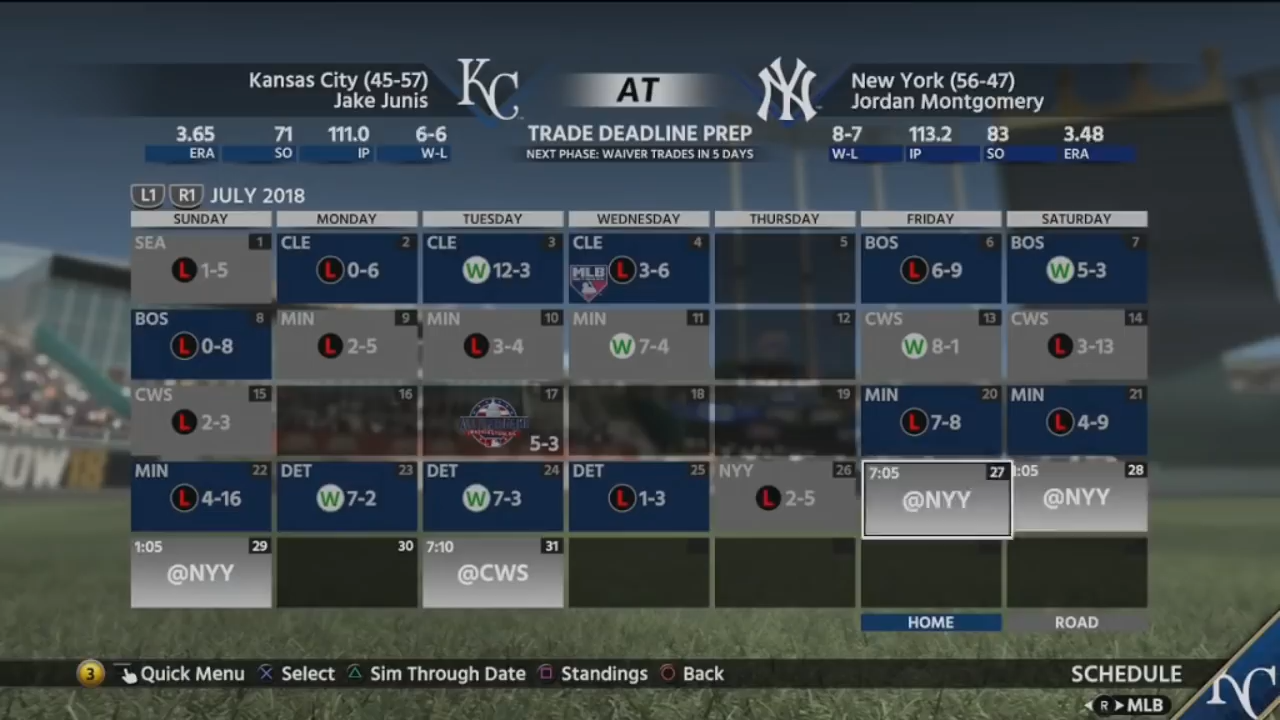 Kansas City (45-57)
Jake Junis
KC
AT
NY
New York (56-47)
Jordan Montgomery
3.65 71 111.0 6-6
ERA SO IP W-L
TRADE DEADLINE PREP
NEXT PHASE: WAIVER TRADES IN 5 DAYS
8-7 113.2 83 3.48
W-L IP SO ERA
L1 R1 JULY 2018
SUNDAY MONDAY TUESDAY WEDNESDAY THURSDAY FRIDAY SATURDAY
SEA 1 CLE 2 CLE 3 CLE 4 5 BOS 6 BOS 7
L 1-5 L 0-6 W 12-3 MLB L 3-6 L 6-9 W 5-3
BOS 8 MIN 9 MIN 10 MIN 11 12 CWS 13 CWS 14
L 0-8 L 2-5 L 3-4 W 7-4 W 8-1 L 3-13
CWS 15 16 17 18 19 MIN 20 MIN 21
L 2-3 5-3 L 7-8 L 4-9
MIN 22 DET 23 DET 24 DET 25 NYY 26 7:05 27 1:05 28
L 4-16 W 7-2 W 7-3 L 1-3 L 2-5 @NYY @NYY
1:05 29 30 7:10 31
@NYY @CWS
HOME ROAD
OW 18
3 Quick Menu Select Sim Through Date Standings Back
SCHEDULE
R MLB
KC